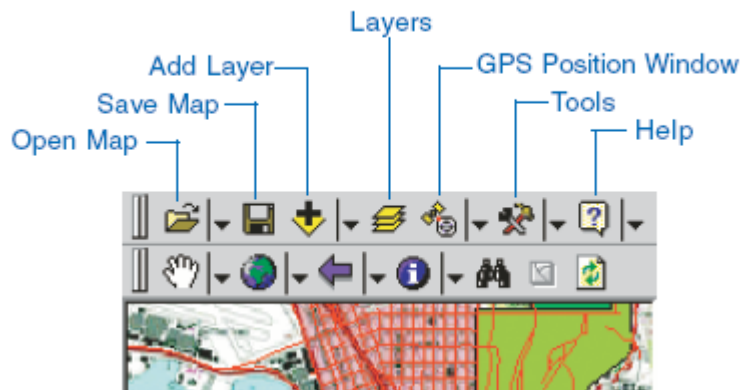 Layers
Add Layer
GPS Position Window
Save Map
Tools
Open Map
Help